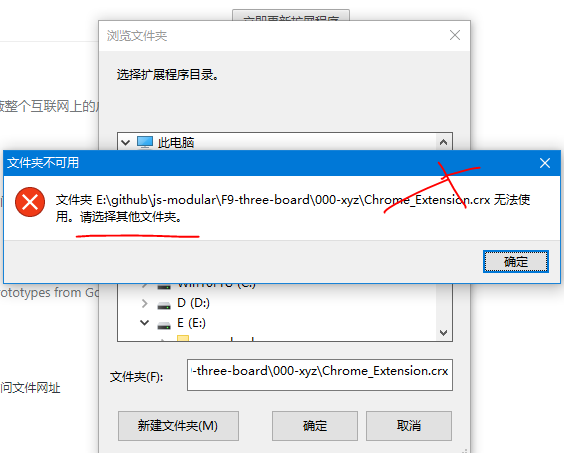 立即更新扩展程序
浏览文件夹
选择扩展程序目录。
蔽整个互联网上的
此电脑
文件夹不可用
文件夹 E:\github\js-modular\F9-three-board\000-xyz\Chrome_Extension.crx 无法使
用。请选择其他文件夹。
确定
ototypes from Go
D (D:)
E (E:)
问文件网址
文件夹(F):
-three-board\000-xyz\Chrome_Extension.crx
新建文件夹(M)
确定
取消